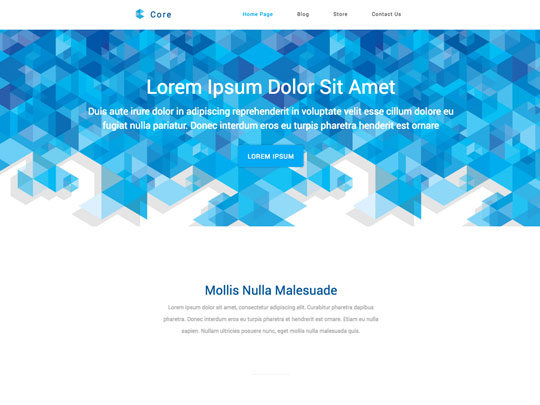 Core
Home Page Blog Store Contact Us
Lorem Ipsum Dolor Sit Amet
Duis aute irure dolor in adipiscing reprehenderit in voluptate velit esse cillum dolore eu
fugiat nulla pariatur. Donec interdum eros eu turpis pharetra henderit est ornare
LOREM IPSUM
Mollis Nulla Malesuade
Lorem ipsum dolor sit amet, consectetur adipiscing elit. Curabitur pharetra dapibus
pharetra. Donec interdum eros eu turpis pharetra et hendrerit est ornare. Etiam eu nulla
sapien. Nullam ultricies posuere nunc, eget mollis nulla malesuada quis.